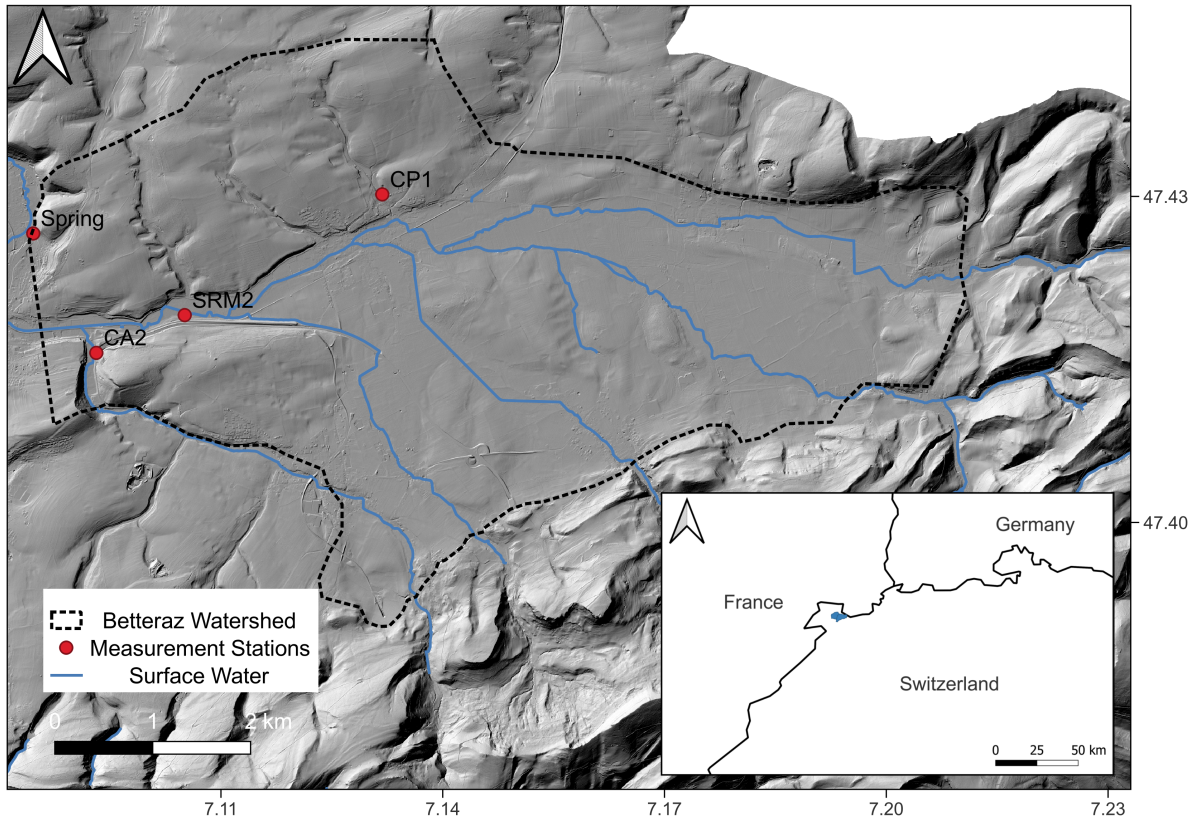 CP1
47.43
Spring
SRM2
CA2
47.40
Germany
France
Switzerland
0 25 50 km
Betteraz Watershed
Measurement Stations
Surface Water
0 1 2 km
7.11 7.14 7.17 7.20 7.23